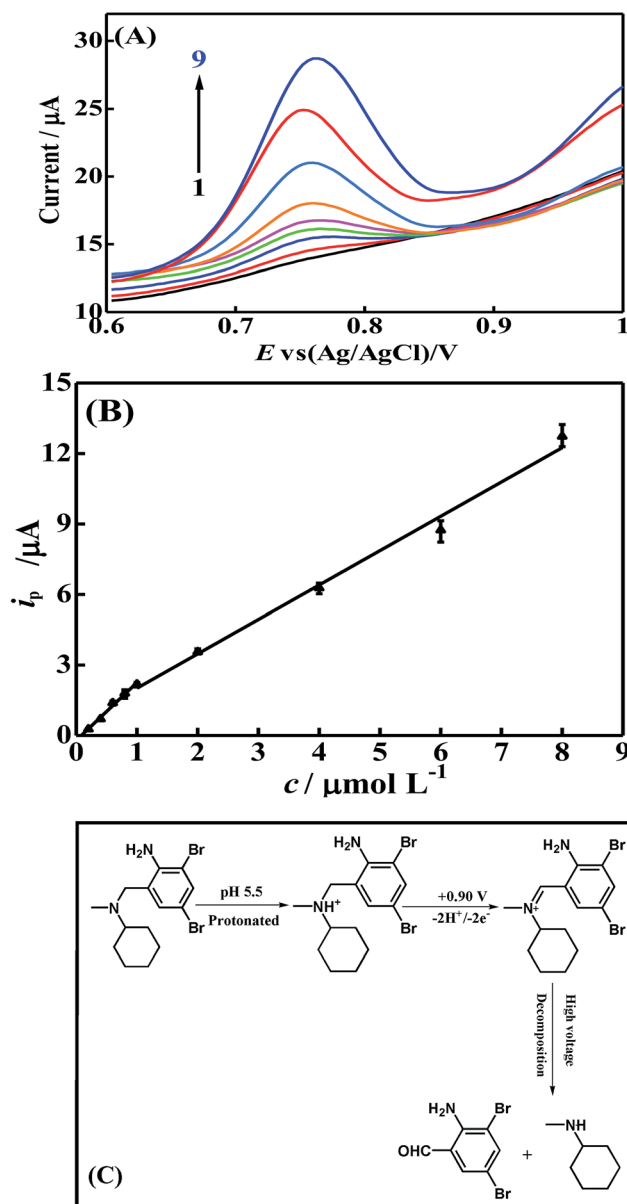 (A)
30
9
25
20
1
15
10
0.6
0.7
0.8
0.9
1
Current / μA
E vs(Ag/AgCl)/V
(B)
15
12
9
6
3
0
0
1
2
3
4
5
6
7
8
9
ip /μA
c / μmol L-1
H2N
Br
N
Br
pH 5.5
Protonated
H2N
Br
NH+
Br
+0.90 V
-2H+/-2e-
H2N
Br
N+
Br
High voltage
Decomposition
H2N
Br
OHC
Br
+
NH
(C)